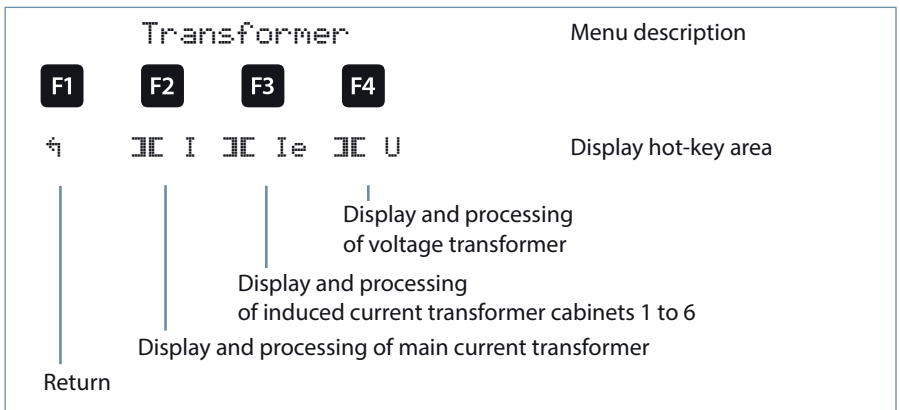 Transformer Menu description
F1 F2 F3 F4
↰ ][ I ][ Ie ][ U Display hot-key area
Display and processing
of voltage transformer
Display and processing
of induced current transformer cabinets 1 to 6
Display and processing of main current transformer
Return